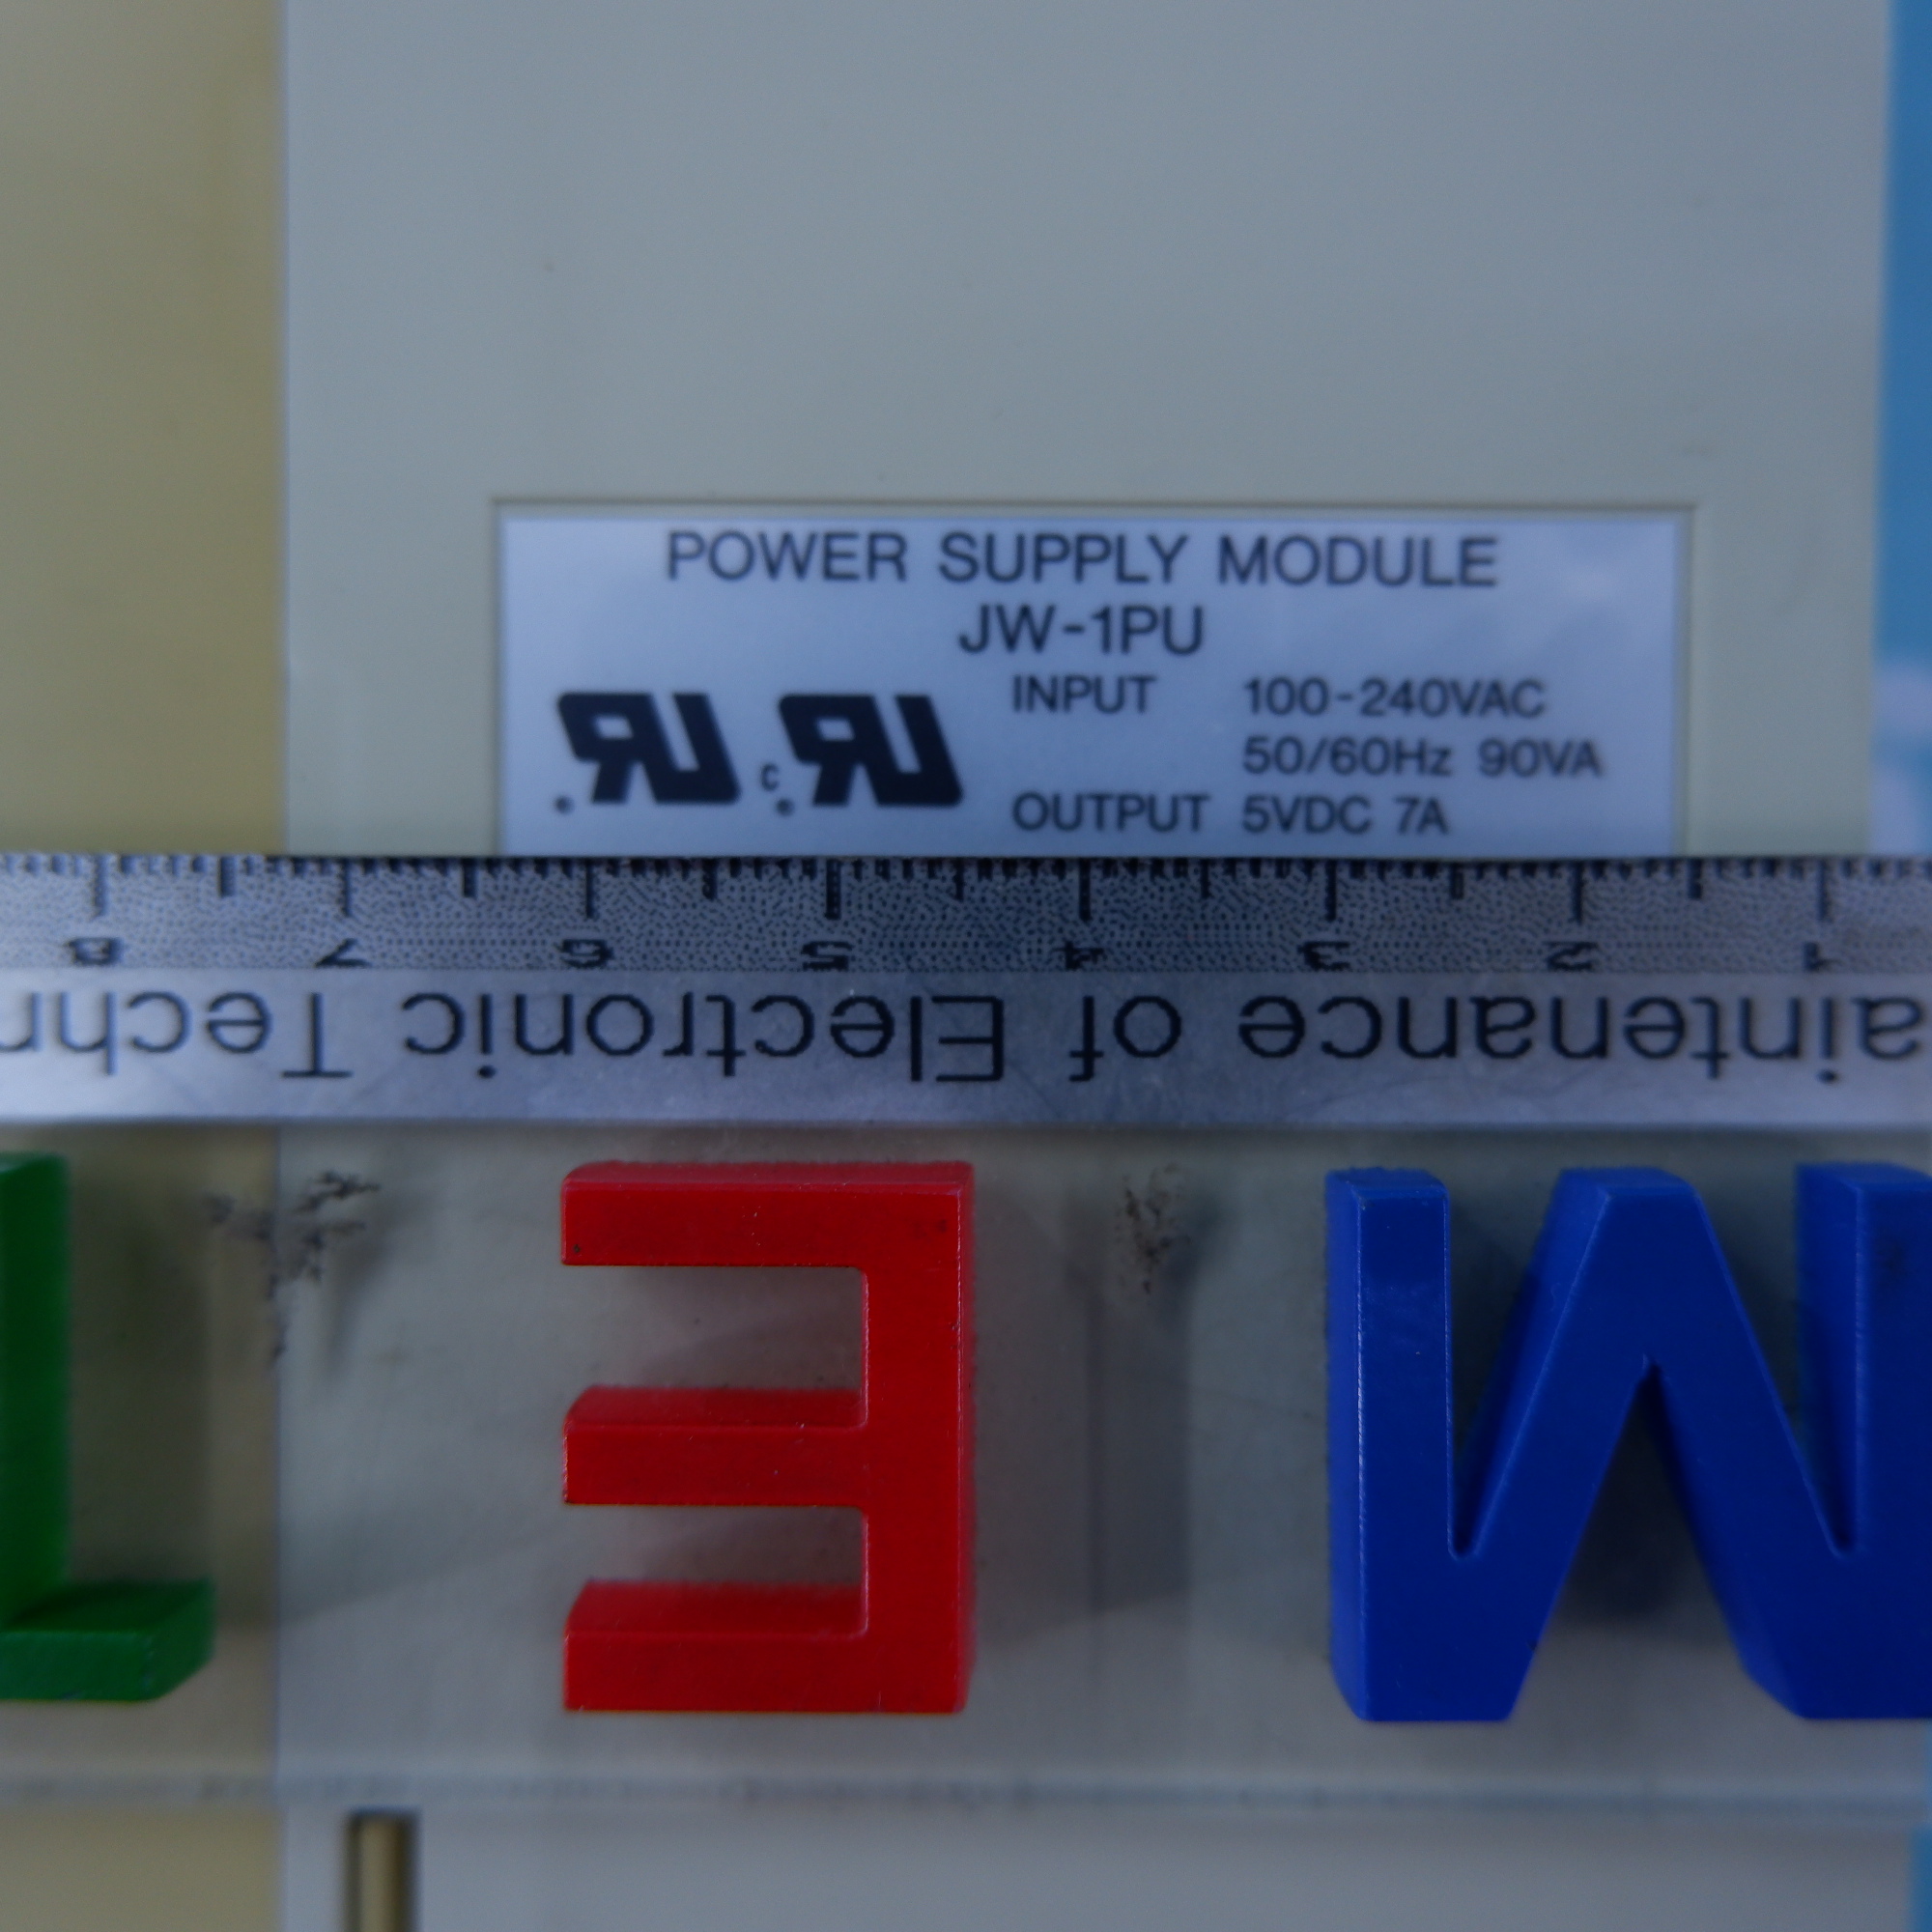 POWER SUPPLY MODULE
JW-1PU
INPUT 100-240VAC
50/60Hz 90VA
OUTPUT 5VDC 7A
c
8 7 6 5 4 3 2 1
aintenance of Electronic Techn
L E M